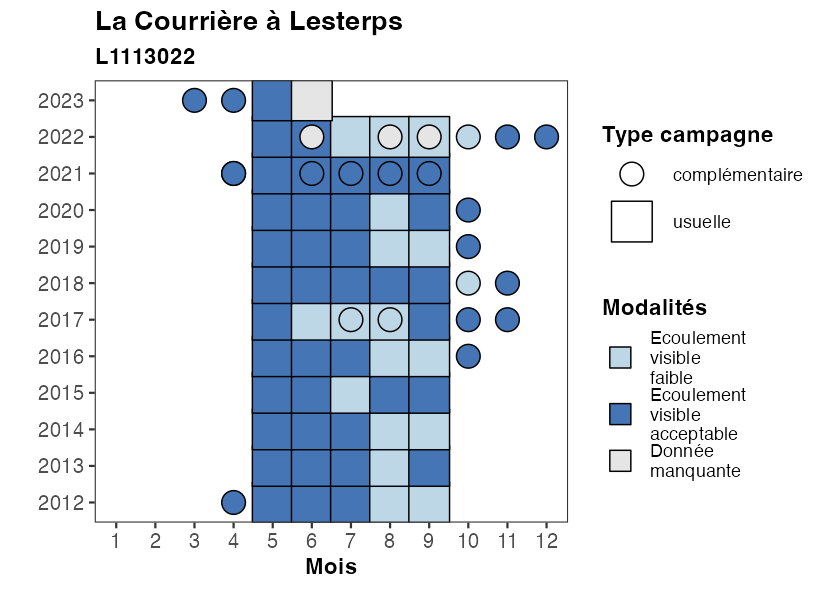 La Courrière à Lesterps
L1113022
2023
2022
2021
2020
2019
2018
2017
2016
2015
2014
2013
2012
1 2 3 4 5 6 7 8 9 10 11 12
Mois
Type campagne
complémentaire
usuelle
Modalités
Ecoulement
visible
faible
Ecoulement
visible
acceptable
Donnée
manquante